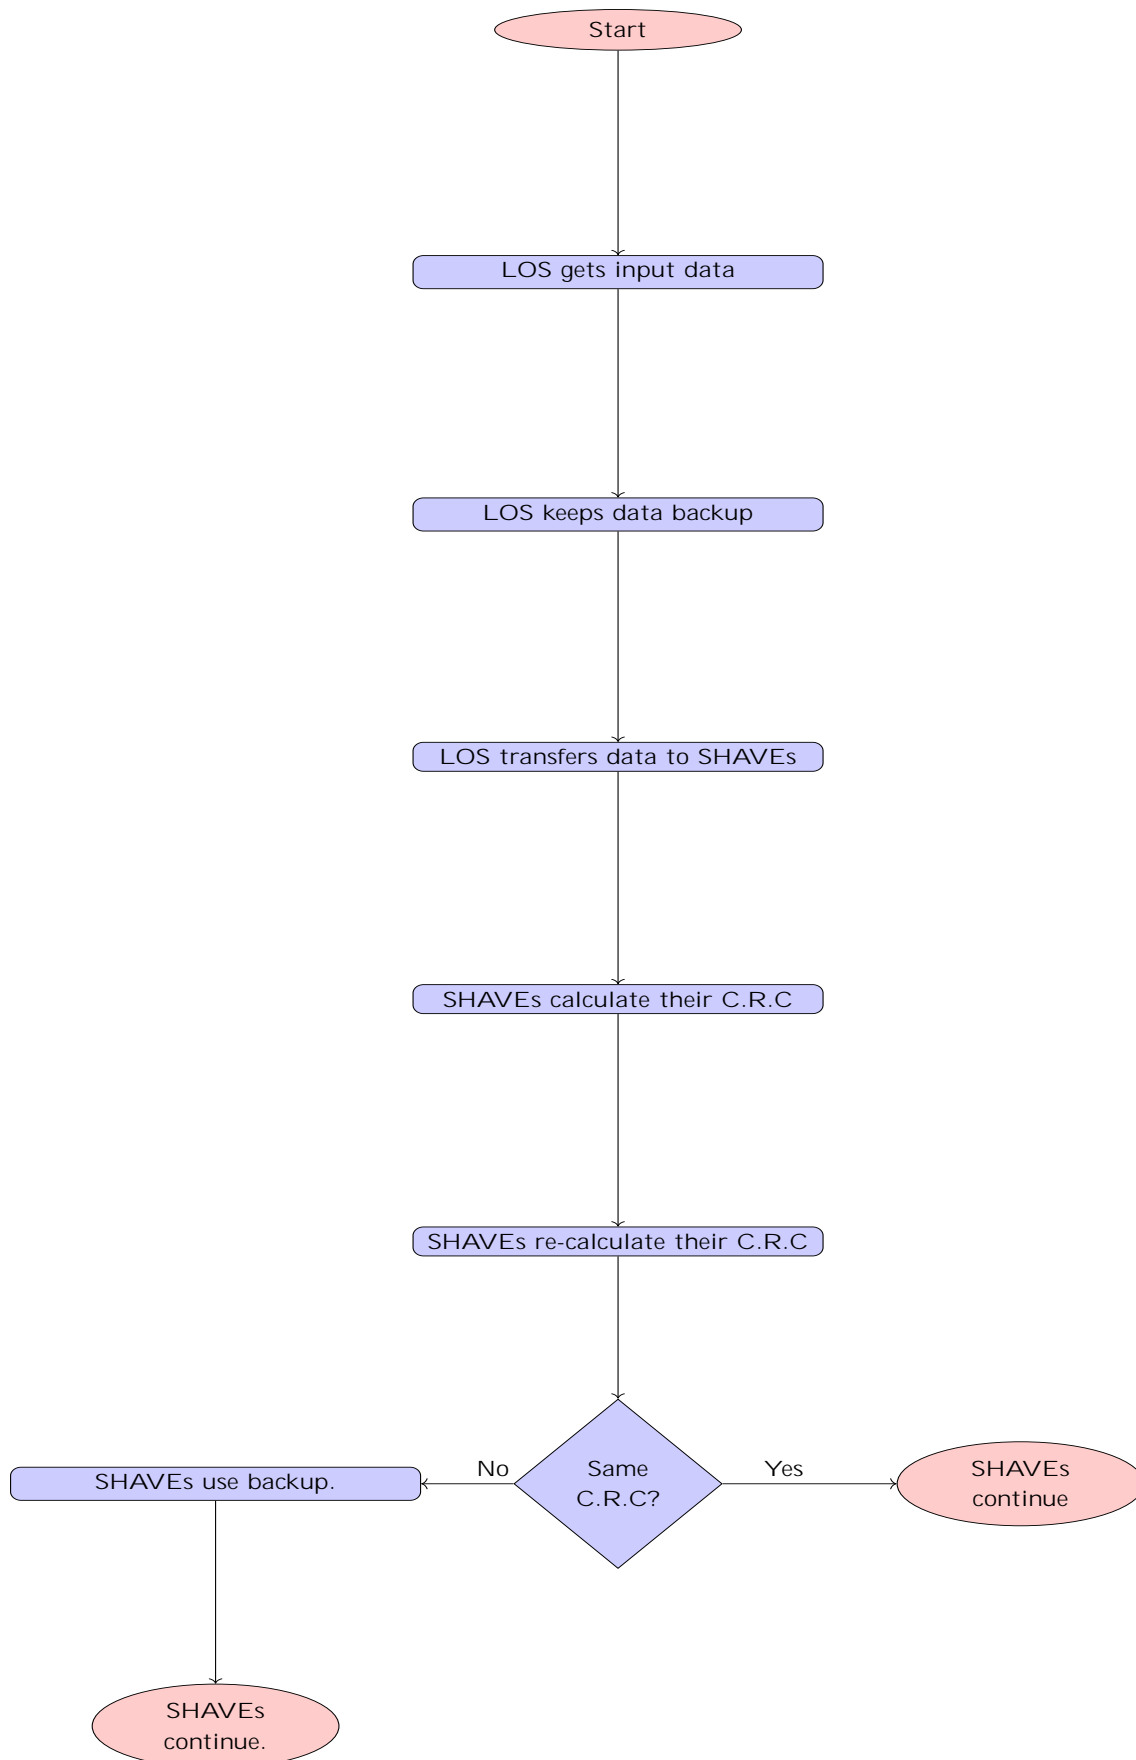 Start
LOS gets input data
LOS keeps data backup
LOS transfers data to SHAVEs
SHAVEs calculate their C.R.C
SHAVEs re-calculate their C.R.C
Same
C.R.C?
No
SHAVEs use backup.
Yes
SHAVEs
continue
SHAVEs
continue.